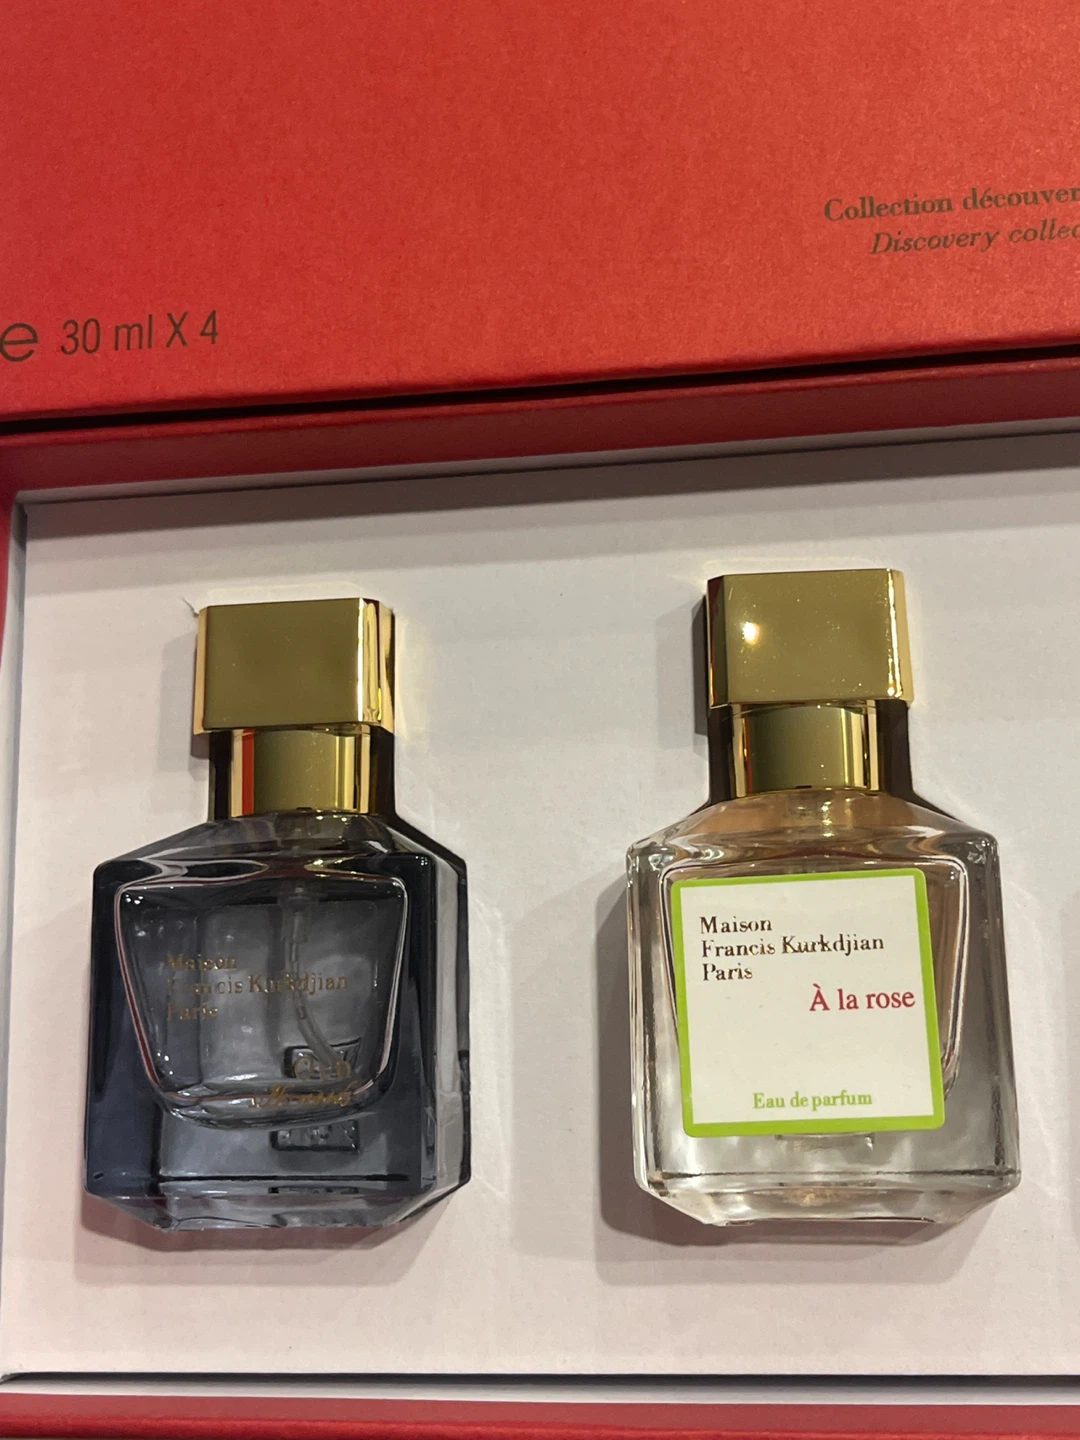 Collection découver
Discovery collec
e 30 ml X 4
Maison
Francis Kurkdjian
Paris
Oud
Maison
Francis Kurkdjian
Paris
À la rose
Eau de parfum